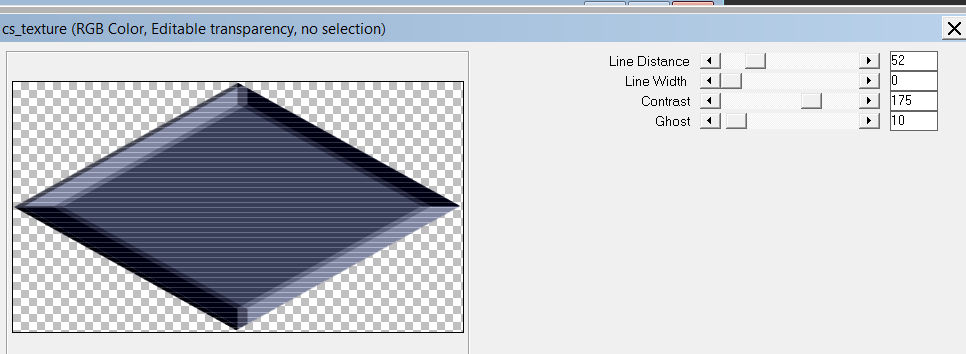 cs_texture (RGB Color, Editable transparency, no selection)
Line Distance 52
Line Width 0
Contrast 175
Ghost 10